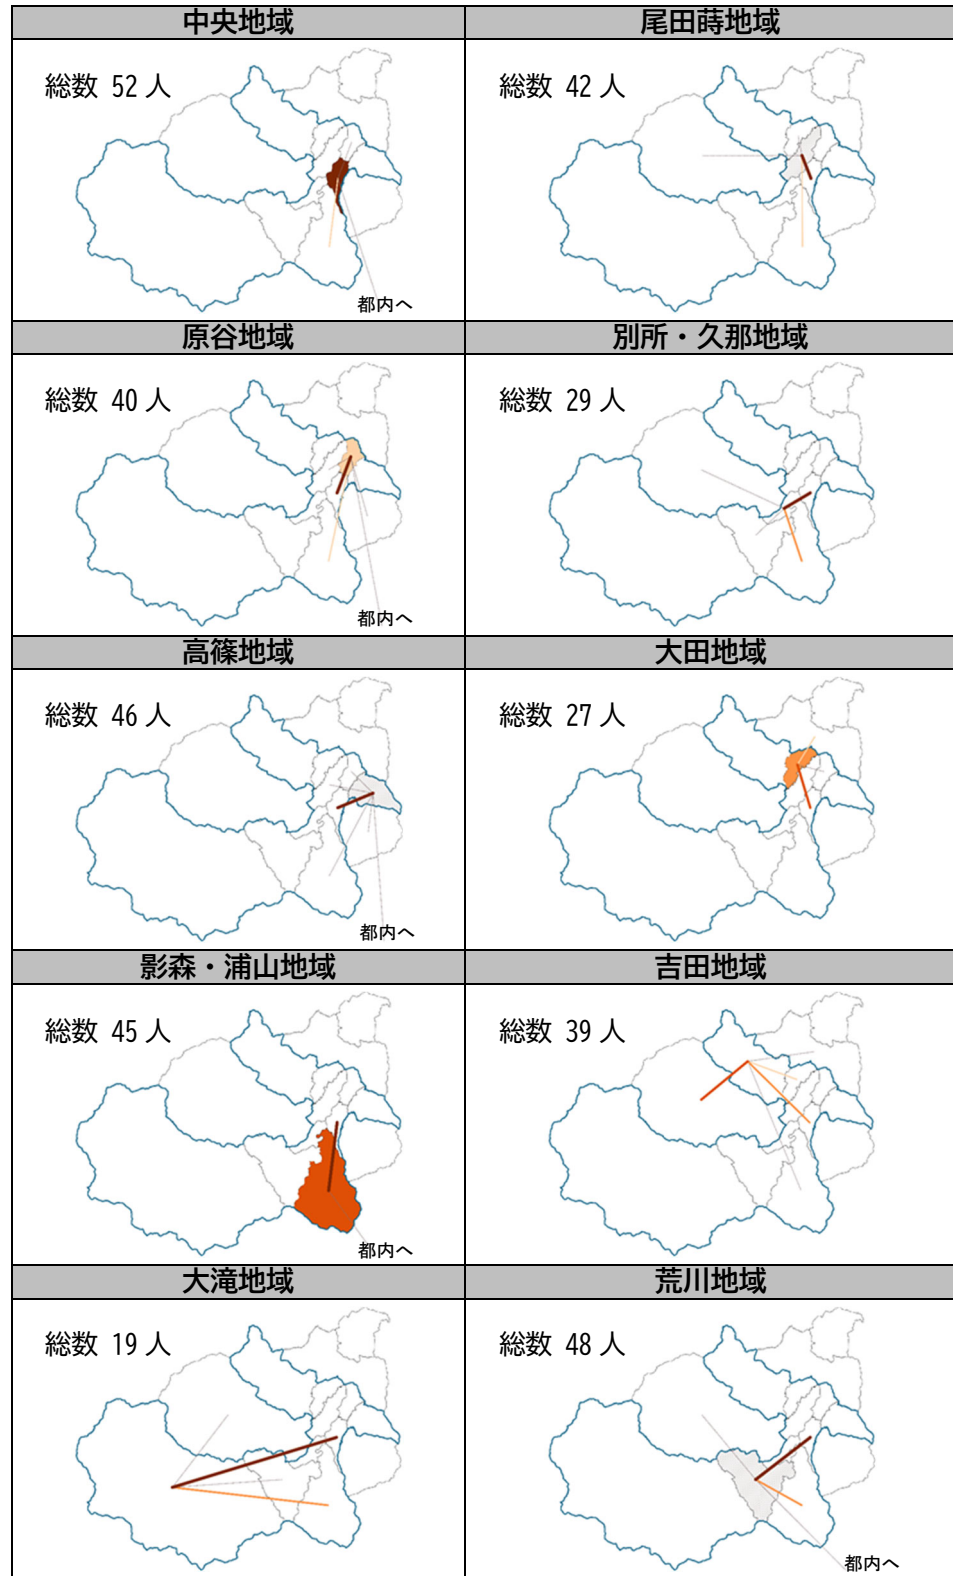 中央地域
尾田蒔地域
総数 52 人
総数 42 人
都内へ
原谷地域
別所・久那地域
総数 40 人
総数 29 人
都内へ
高篠地域
大田地域
総数 46 人
総数 27 人
都内へ
影森・浦山地域
吉田地域
総数 45 人
総数 39 人
都内へ
大滝地域
荒川地域
総数 19 人
総数 48 人
都内へ